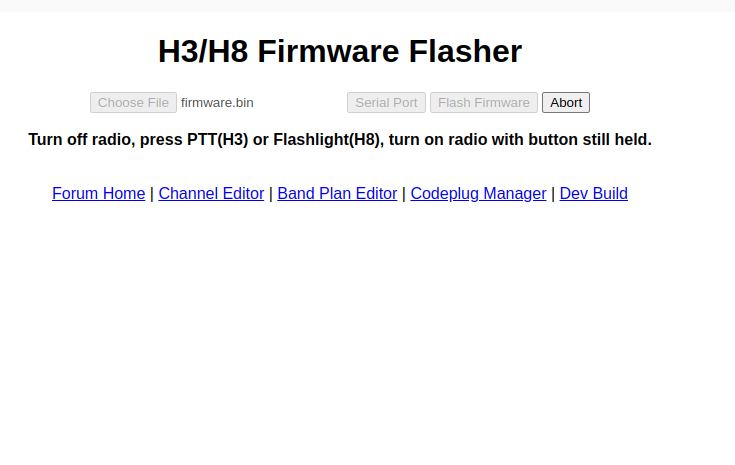 H3/H8 Firmware Flasher
Choose File firmware.bin Serial Port Flash Firmware Abort
Turn off radio, press PTT(H3) or Flashlight(H8), turn on radio with button still held.
Forum Home | Channel Editor | Band Plan Editor | Codeplug Manager | Dev Build